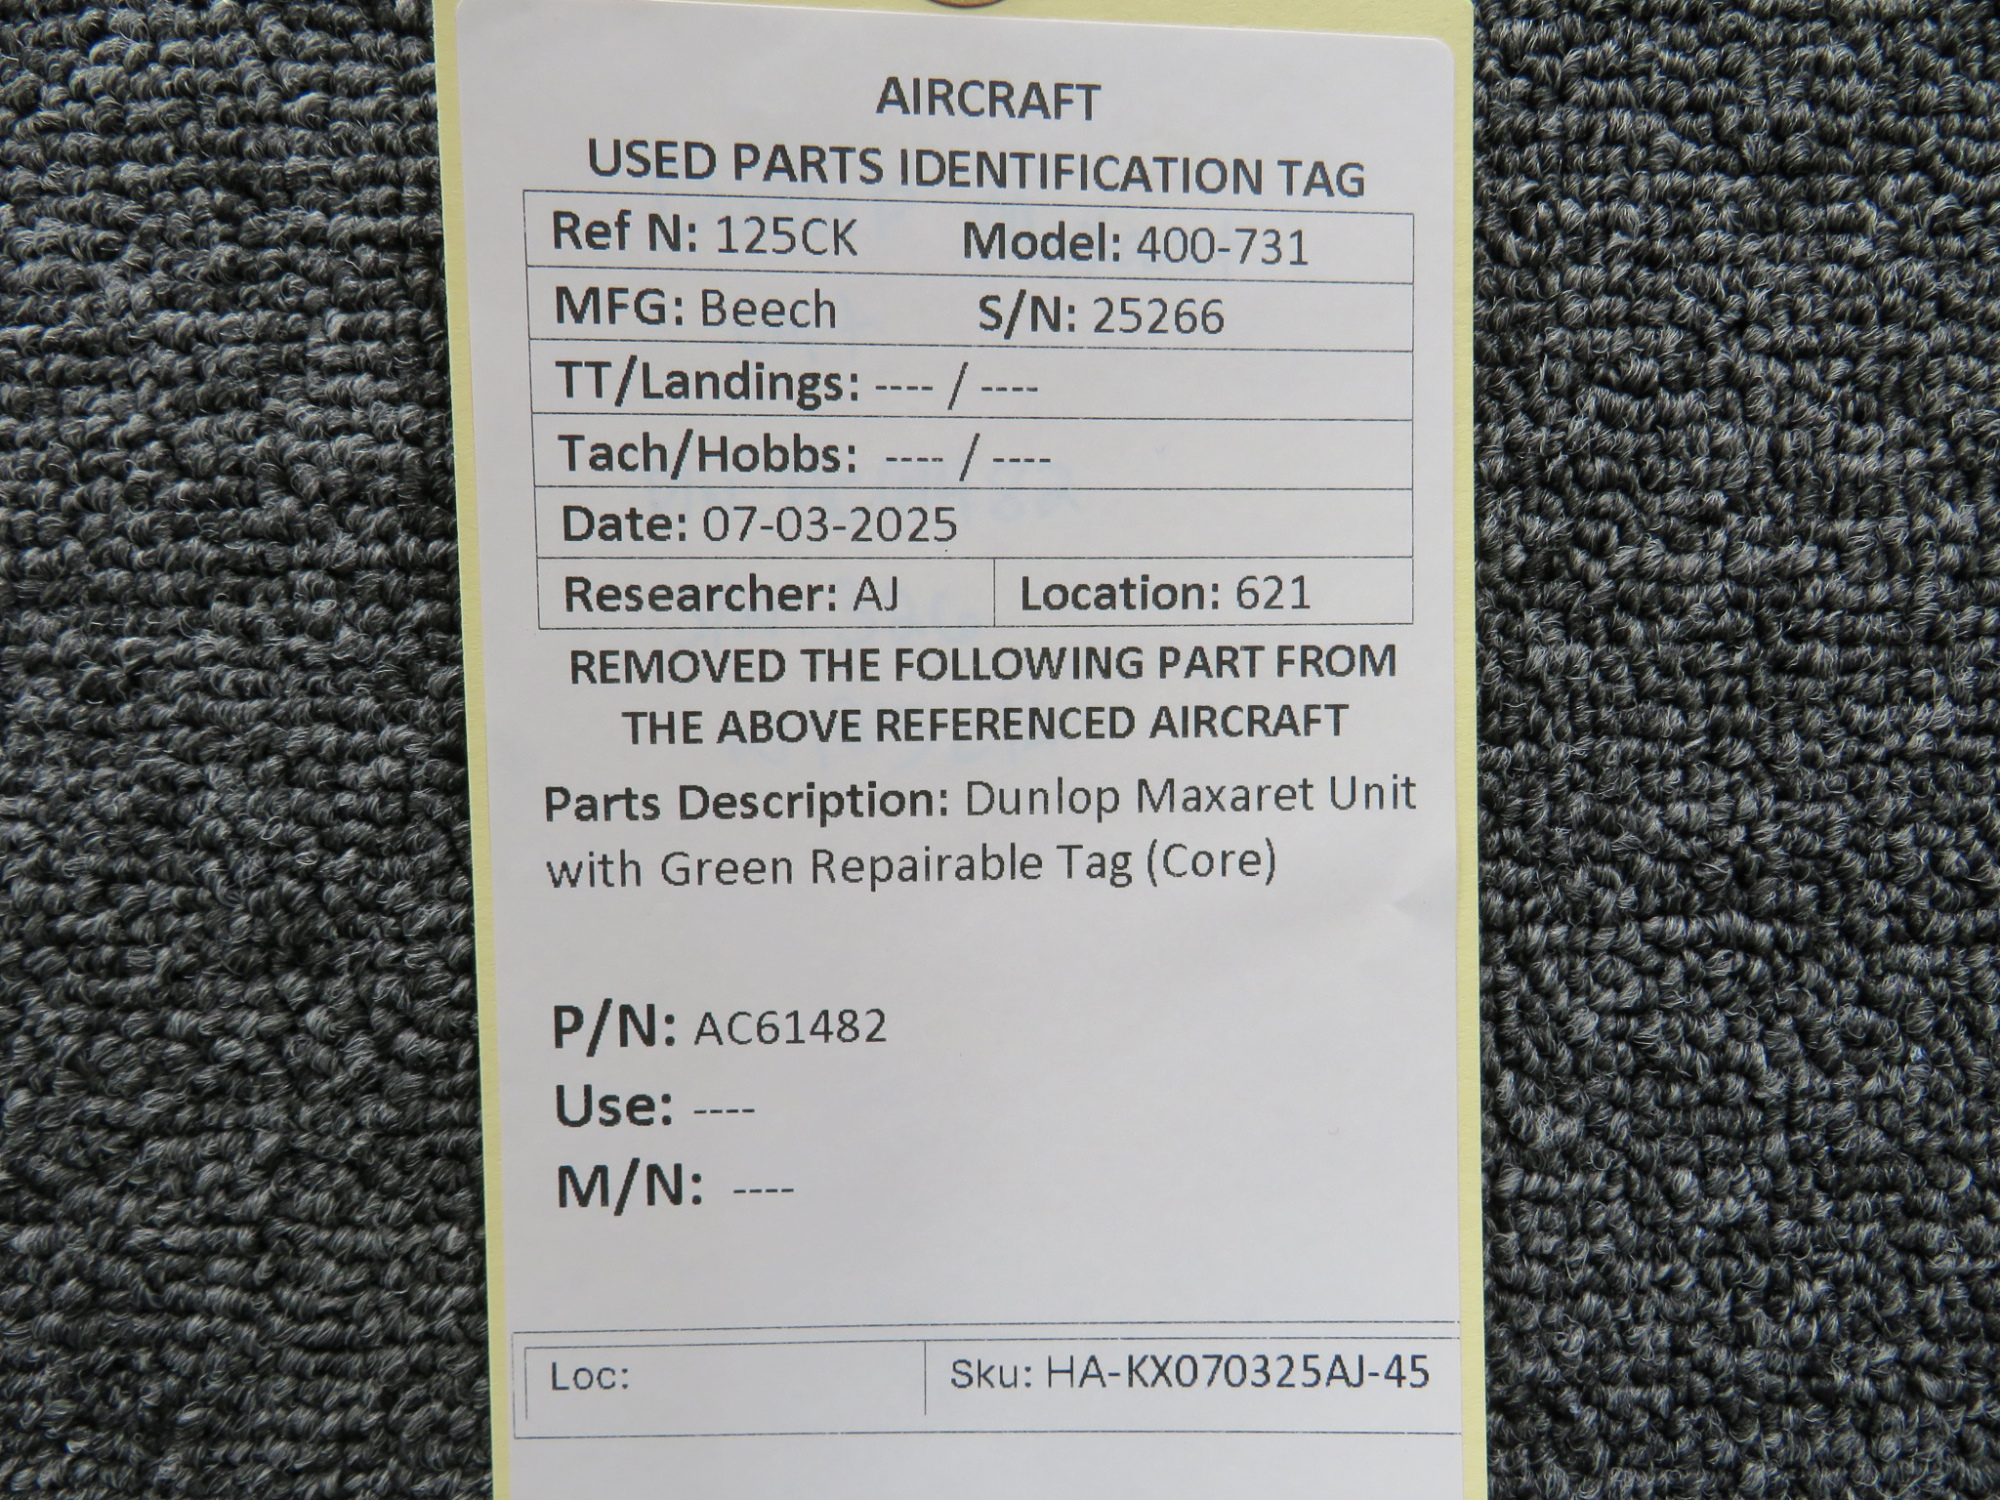 AIRCRAFT
USED PARTS IDENTIFICATION TAG
Ref N: 125CK Model: 400-731
MFG: Beech S/N: 25266
TT/Landings: ---- / ----
Tach/Hobbs: ---- / ----
Date: 07-03-2025
Researcher: AJ Location: 621
REMOVED THE FOLLOWING PART FROM
THE ABOVE REFERENCED AIRCRAFT
Parts Description: Dunlop Maxaret Unit
with Green Repairable Tag (Core)
P/N: AC61482
Use: ----
M/N: ----
Loc: Sku: HA-KX070325AJ-45